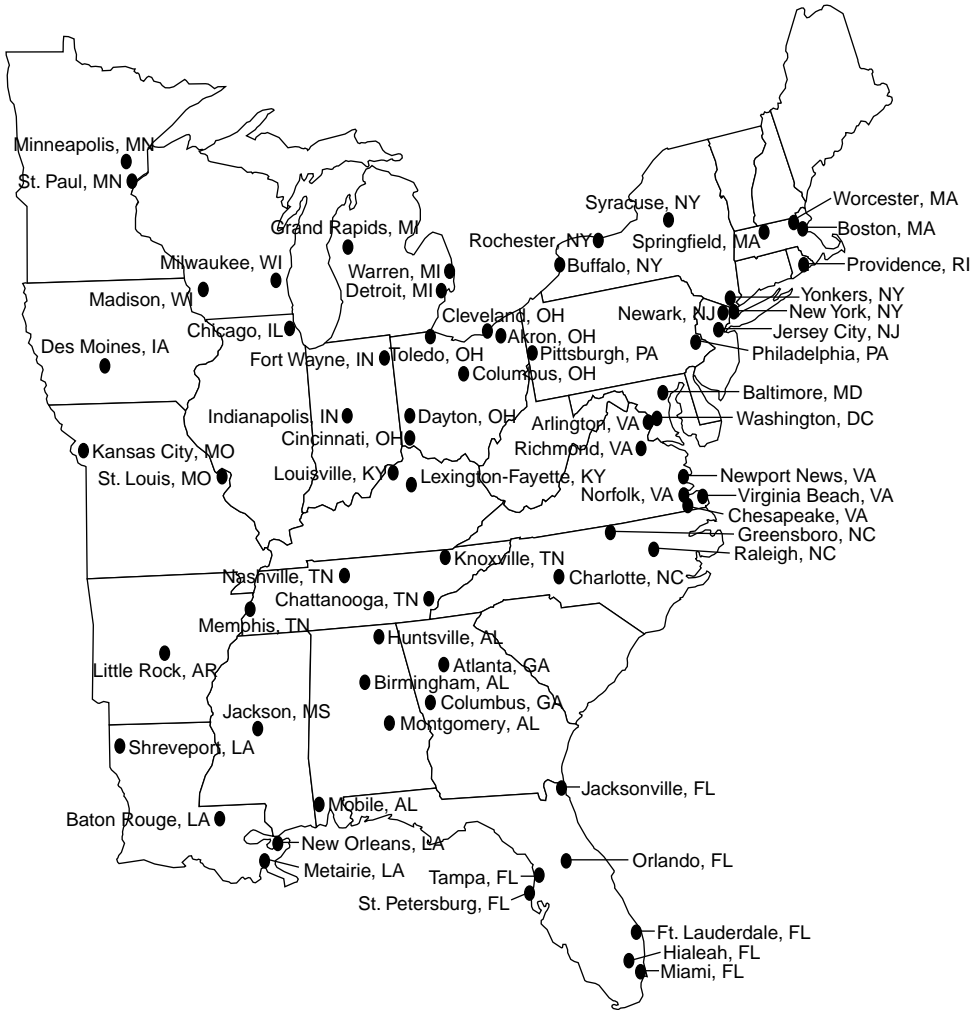 Minneapolis, MN
St. Paul, MN
Worcester, MA
Syracuse, NY
Boston, MA
Grand Rapids, MI
Rochester, NY
Springfield, MA
Milwaukee, WI
Warren, MI
Buffalo, NY
Providence, RI
Madison, WI
Detroit, MI
Yonkers, NY
Cleveland, OH
Newark, NJ
New York, NY
Chicago, IL
Akron, OH
Jersey City, NJ
Des Moines, IA
Fort Wayne, IN
Toledo, OH
Pittsburgh, PA
Philadelphia, PA
Columbus, OH
Baltimore, MD
Indianapolis, IN
Dayton, OH
Arlington, VA
Washington, DC
Cincinnati, OH
Kansas City, MO
Richmond, VA
St. Louis, MO
Louisville, KY
Lexington-Fayette, KY
Newport News, VA
Norfolk, VA
Virginia Beach, VA
Chesapeake, VA
Greensboro, NC
Raleigh, NC
Knoxville, TN
Nashville, TN
Charlotte, NC
Chattanooga, TN
Memphis, TN
Huntsville, AL
Little Rock, AR
Atlanta, GA
Birmingham, AL
Columbus, GA
Jackson, MS
Montgomery, AL
Shreveport, LA
Jacksonville, FL
Mobile, AL
Baton Rouge, LA
New Orleans, LA
Metairie, LA
Orlando, FL
Tampa, FL
St. Petersburg, FL
Ft. Lauderdale, FL
Hialeah, FL
Miami, FL